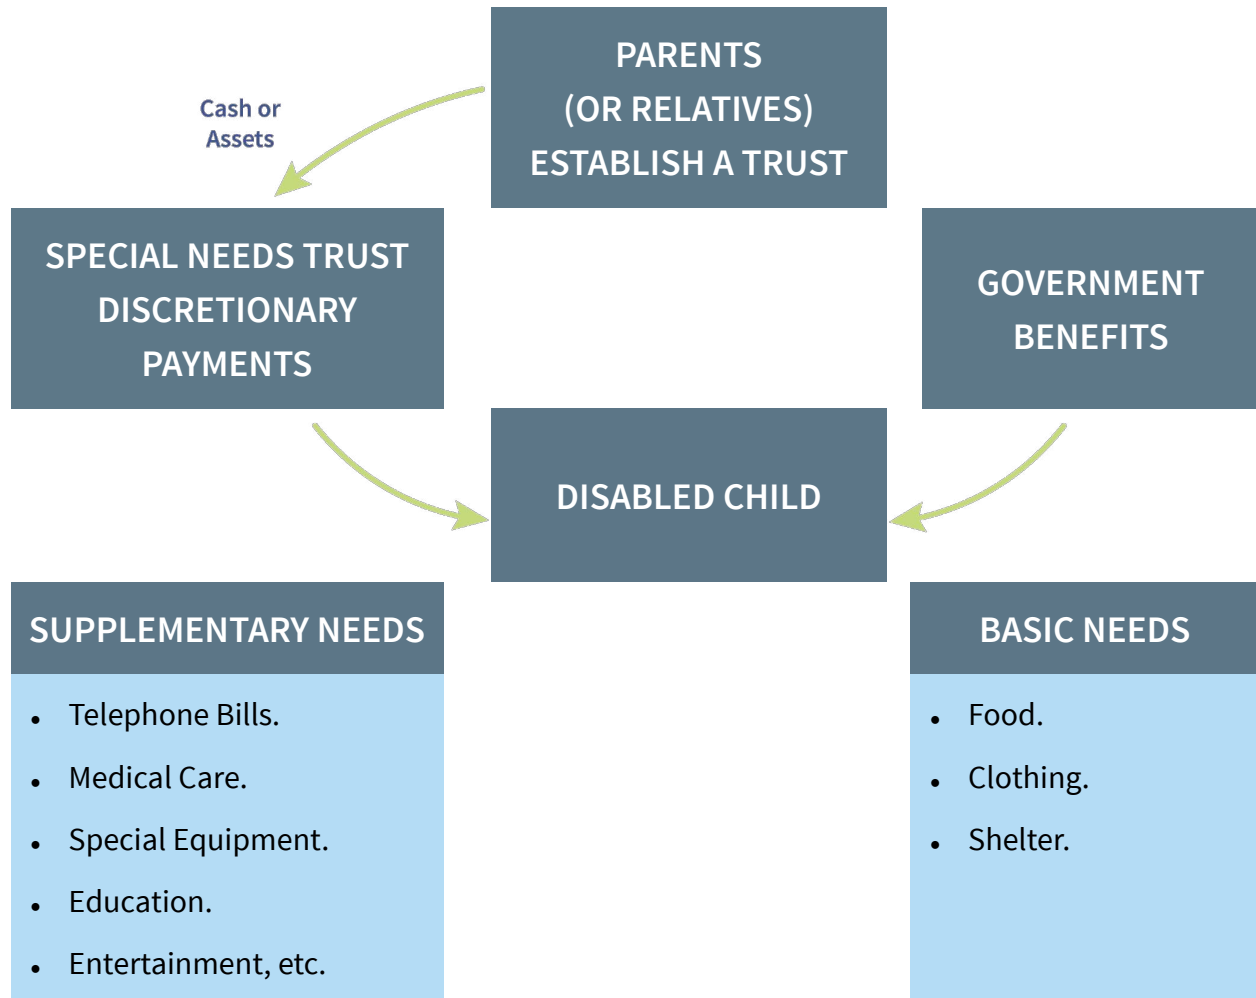 PARENTS
(OR RELATIVES)
ESTABLISH A TRUST
Cash or
Assets
SPECIAL NEEDS TRUST
DISCRETIONARY
PAYMENTS
GOVERNMENT
BENEFITS
DISABLED CHILD
SUPPLEMENTARY NEEDS
• Telephone Bills.
• Medical Care.
• Special Equipment.
• Education.
• Entertainment, etc.
BASIC NEEDS
• Food.
• Clothing.
• Shelter.